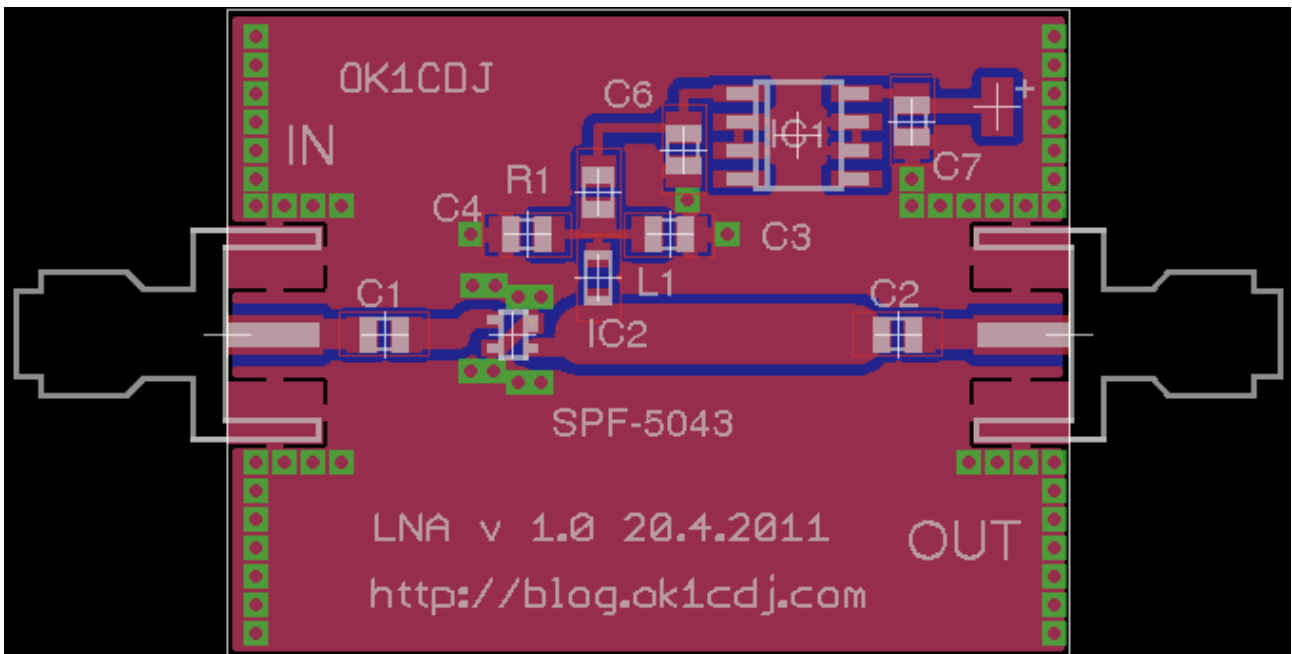 OK1CDJ
C6
+
IN
IC1
C7
R1
C4
C3
C1
L1
C2
IC2
SPF-5043
LNA v 1.0 20.4.2011
OUT
http://blog.ok1cdj.com